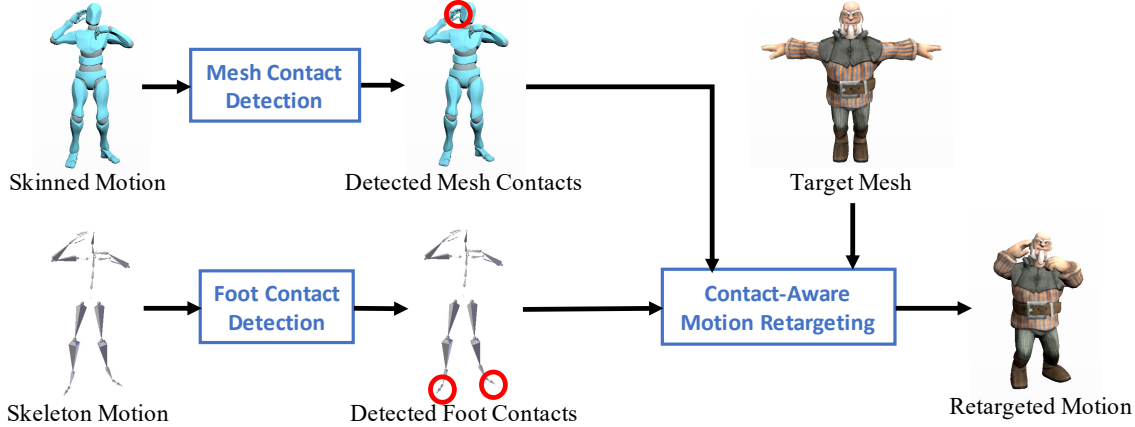 Mesh Contact
Detection
Skinned Motion
Detected Mesh Contacts
Target Mesh
Foot Contact
Detection
Contact-Aware
Motion Retargeting
Skeleton Motion
Detected Foot Contacts
Retargeted Motion